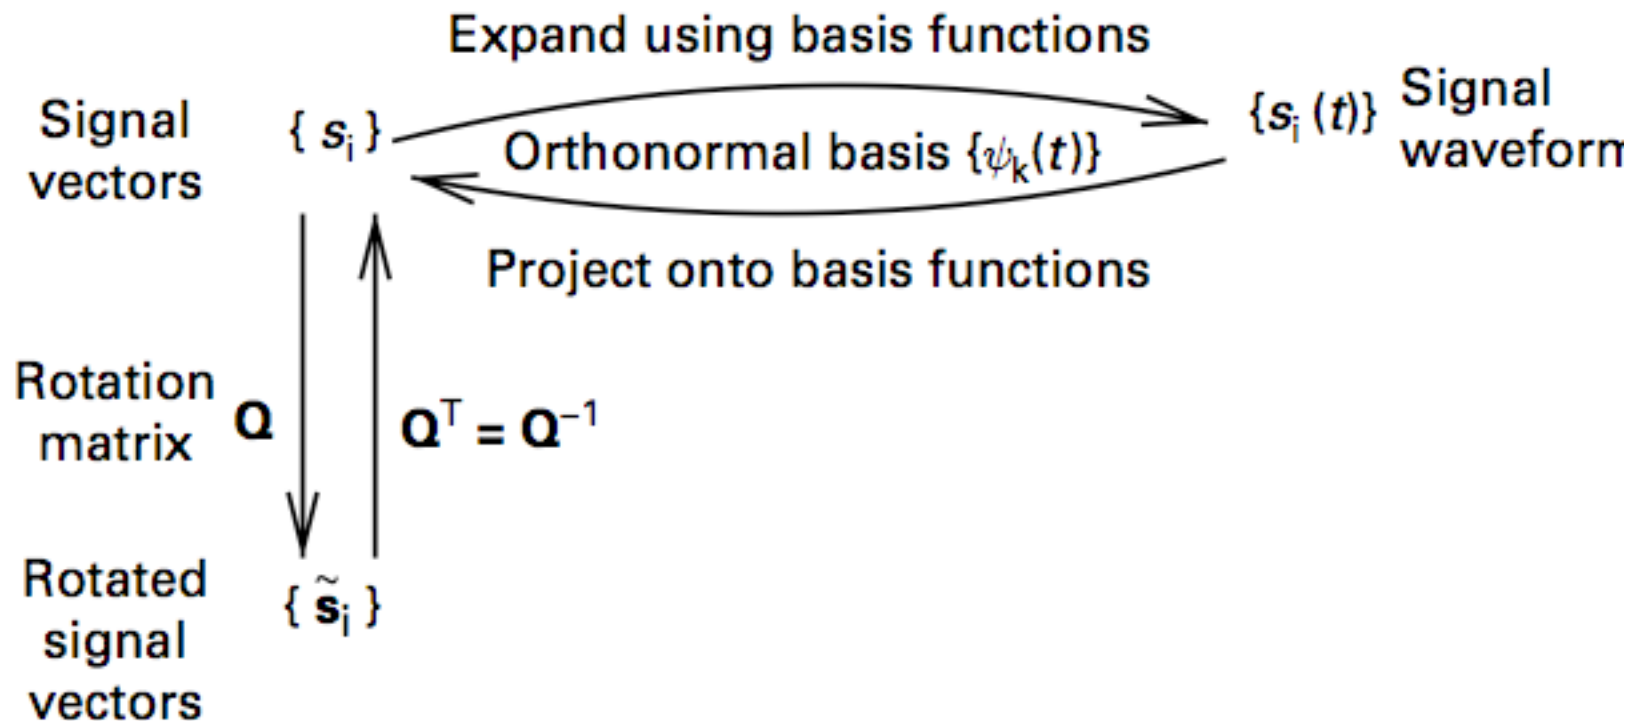 Expand using basis functions
Signal
vectors
{ s_i }
Orthonormal basis {ψ_k(t)}
{s_i (t)}
Signal
waveform
Project onto basis functions
Rotation
matrix
Q
Q^T = Q^−1
Rotated
signal
vectors
{ s̃_i }